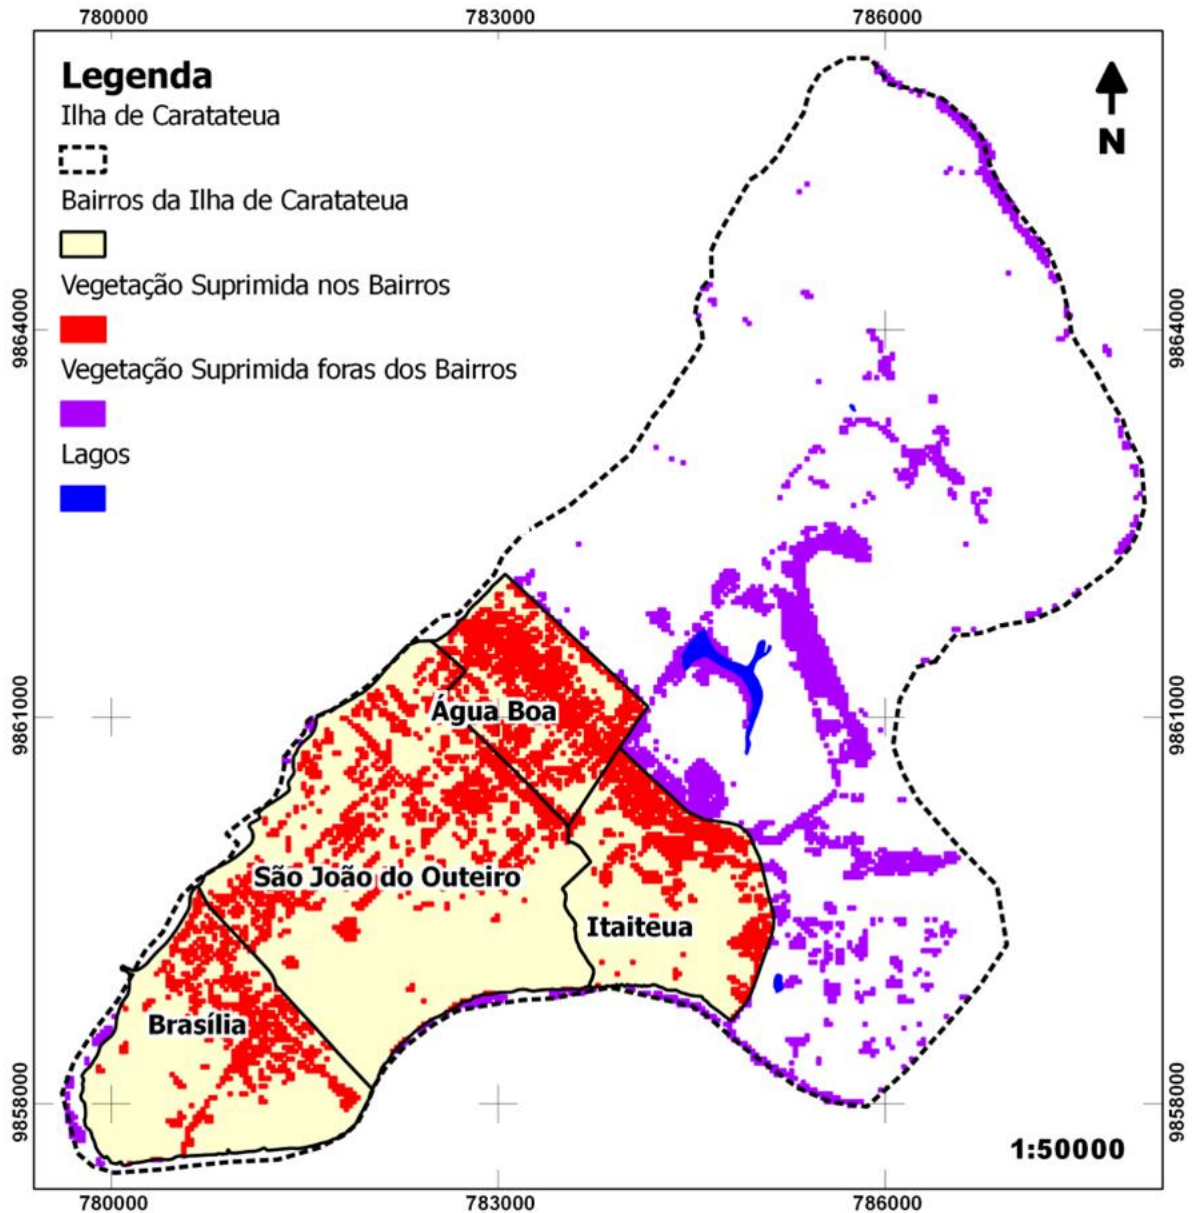 780000 783000 786000
Legenda
Ilha de Caratateua
Bairros da Ilha de Caratateua
Vegetação Suprimida nos Bairros
Vegetação Suprimida foras dos Bairros
Lagos
N
9864000 9864000
9861000 9861000
9858000 9858000
Água Boa
São João do Outeiro
Itaiteua
Brasília
1:50000
780000 783000 786000